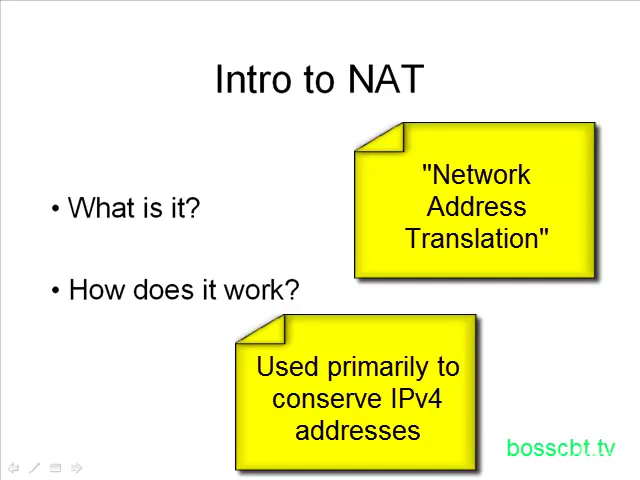 Intro to NAT
• What is it?
"Network
Address
Translation"
• How does it work?
Used primarily to
conserve IPv4
addresses
bosscbt.tv